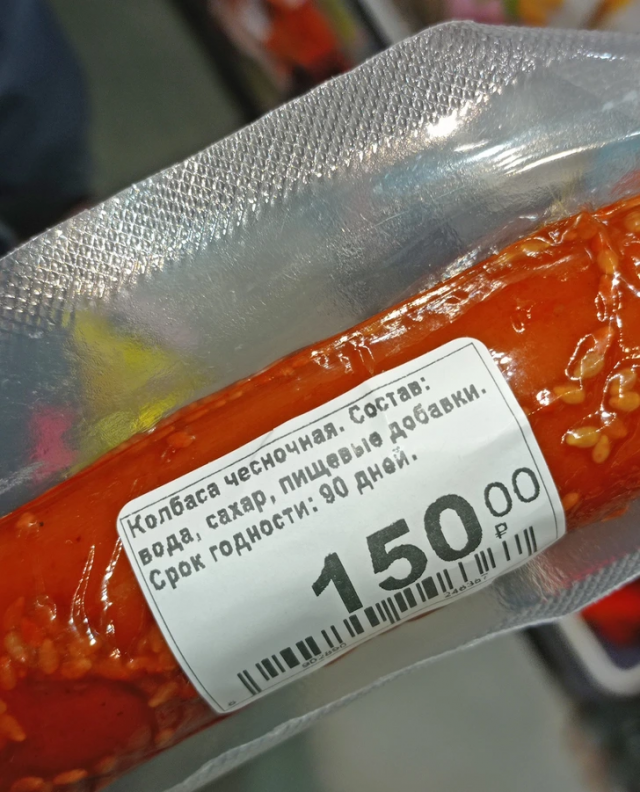 Колбаса чесночная. Состав:
вода, сахар, пищевые добавки.
Срок годности: 90 дней.
150 00
₽